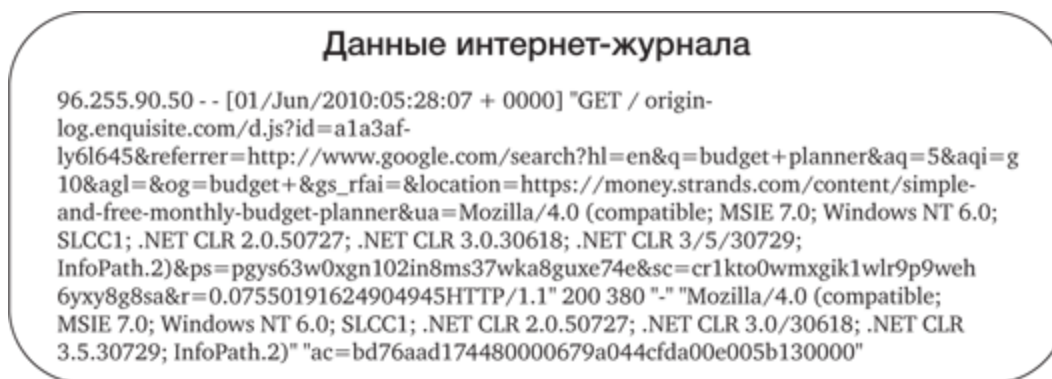 Данные интернет-журнала
96.255.90.50 - - [01/Jun/2010:05:28:07 + 0000] "GET / origin-
log.enquisite.com/d.js?id=a1a3af-
ly6l645&referrer=http://www.google.com/search?hl=en&q=budget+planner&aq=5&aqi=g
10&agl=&og=budget+&gs_rfai=&location=https://money.strands.com/content/simple-
and-free-monthly-budget-planner&ua=Mozilla/4.0 (compatible; MSIE 7.0; Windows NT 6.0;
SLCC1; .NET CLR 2.0.50727; .NET CLR 3.0.30618; .NET CLR 3/5/30729;
InfoPath.2)&ps=pgys63w0xgn102in8ms37wka8guxe74e&sc=cr1kto0wmxgik1wlr9p9weh
6yxy8g8sa&r=0.07550191624904945HTTP/1.1" 200 380 "-" "Mozilla/4.0 (compatible;
MSIE 7.0; Windows NT 6.0; SLCC1; .NET CLR 2.0.50727; .NET CLR 3.0/30618; .NET CLR
3.5.30729; InfoPath.2)" "ac=bd76aad174480000679a044cfda00e005b130000"